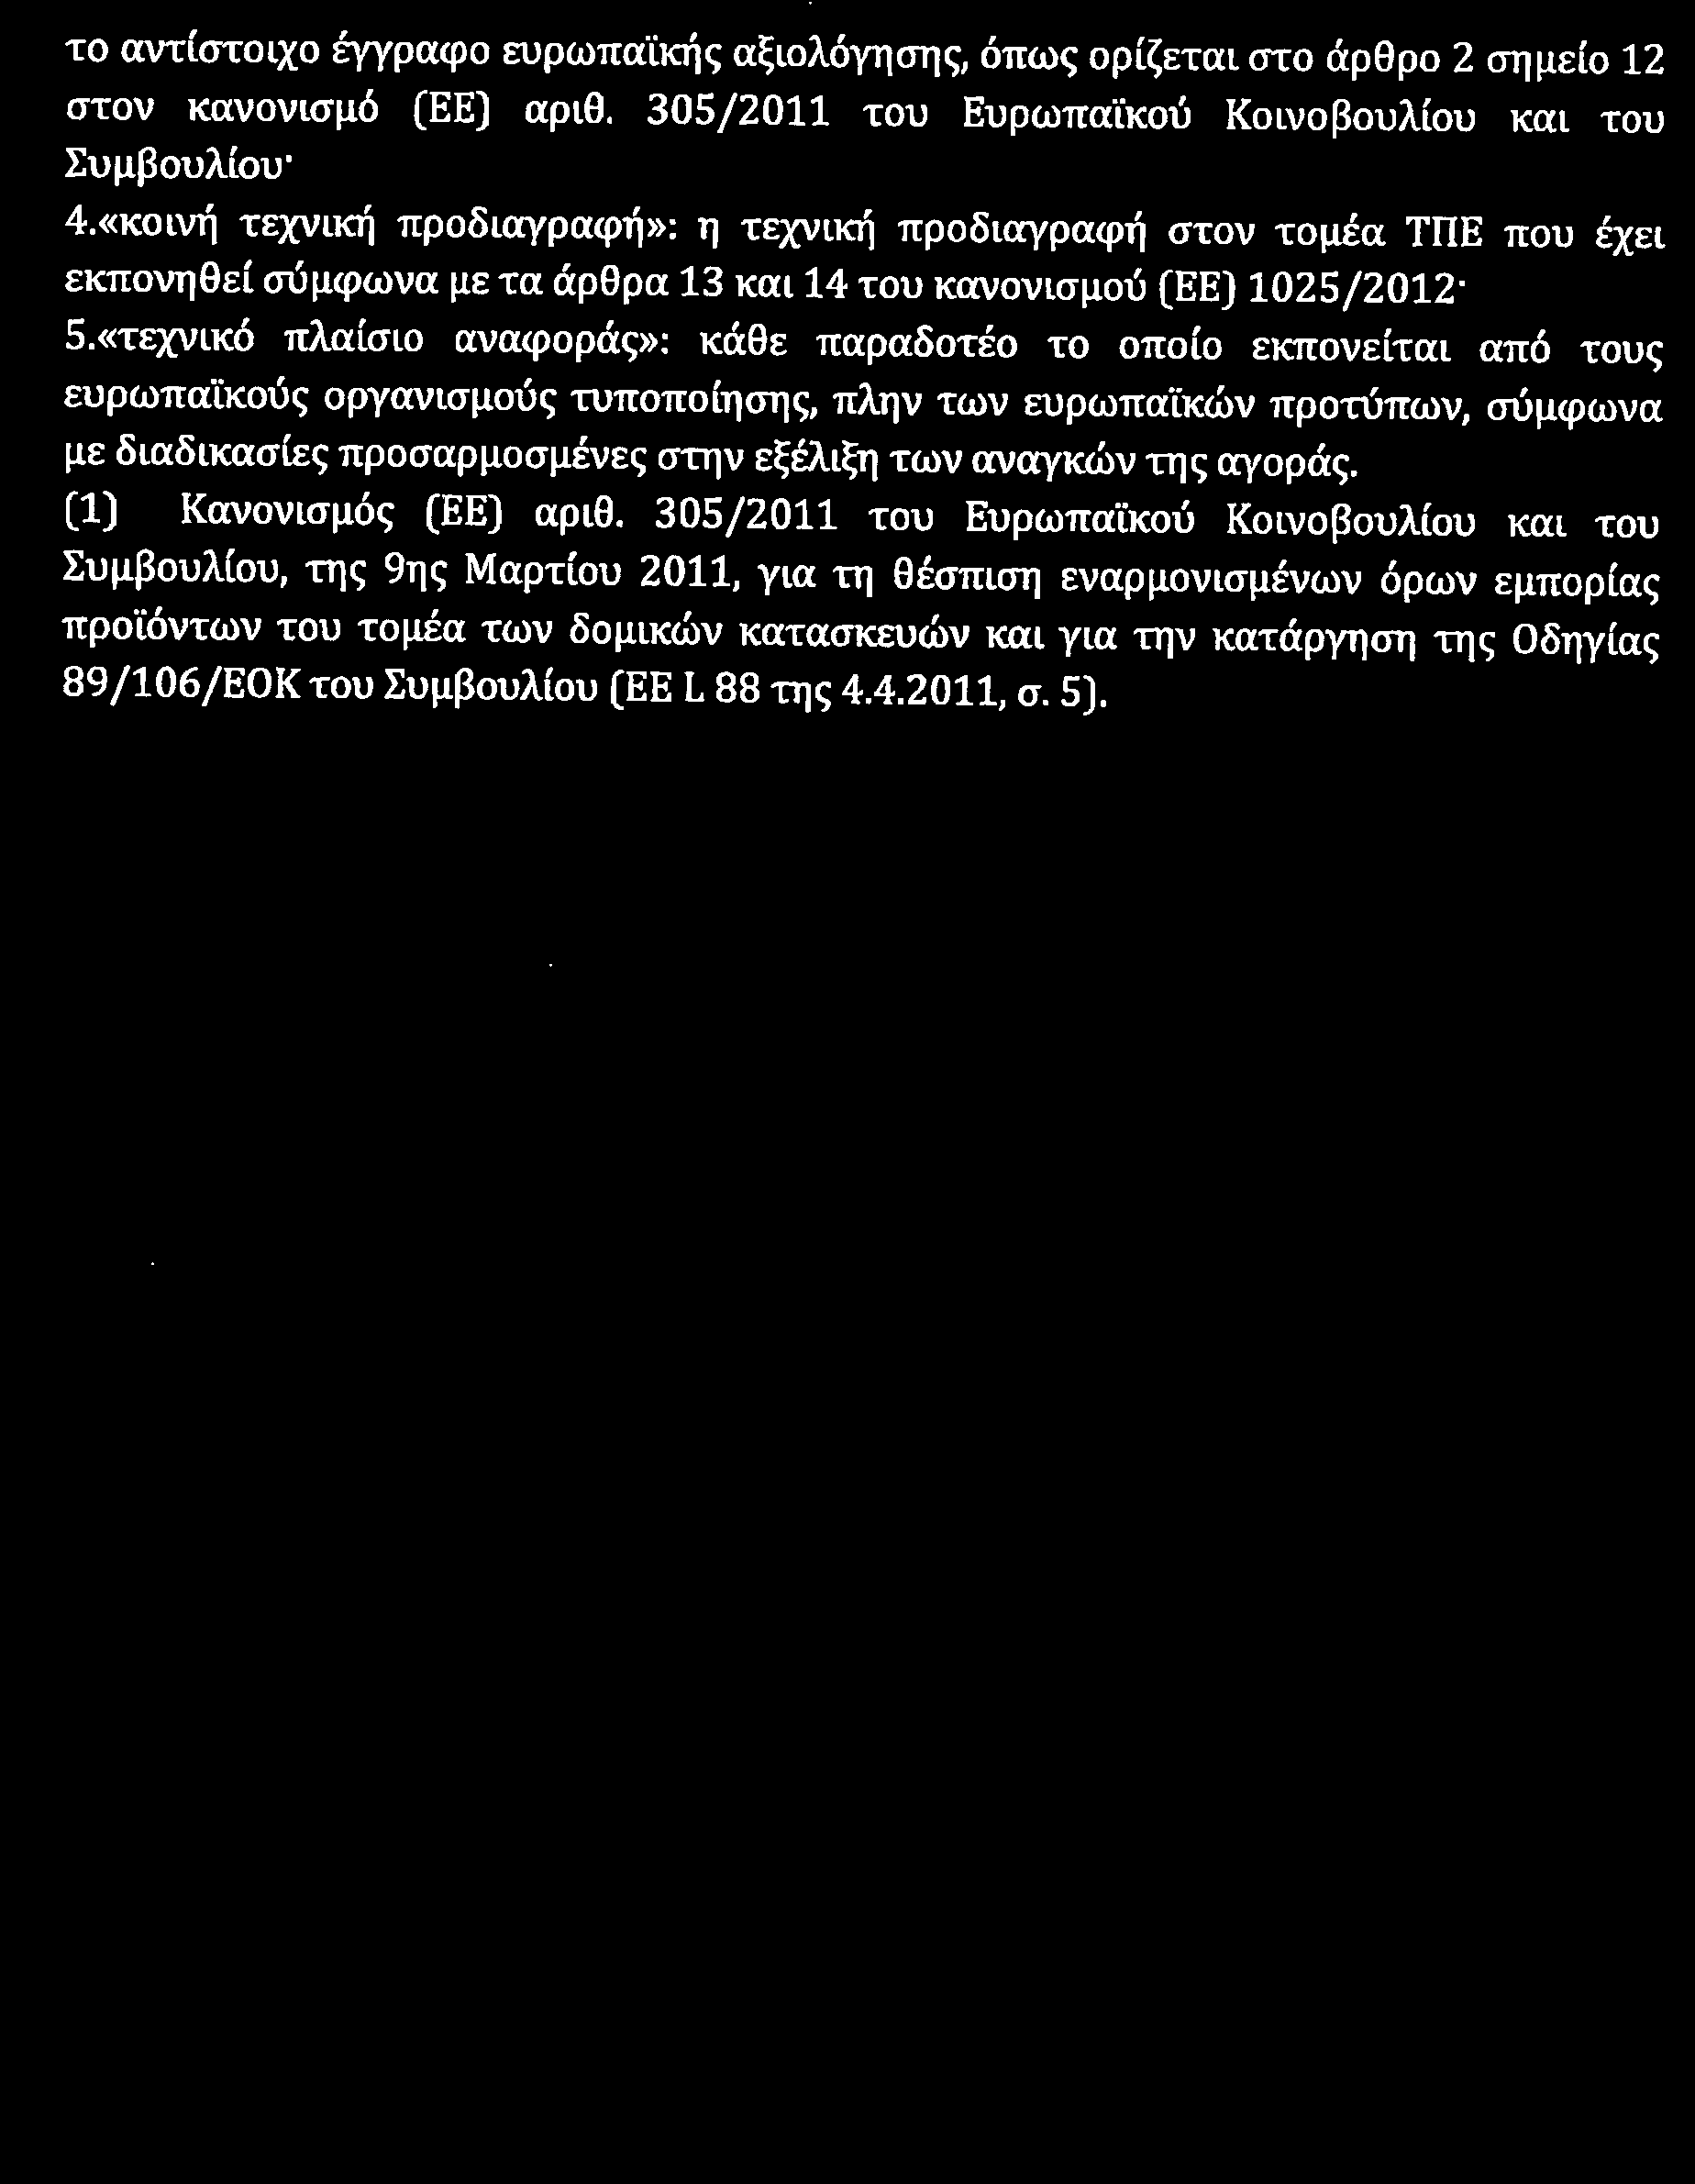 το αντίστοιχο έγγραφο ευρωπαϊκής αξιολόγησης, όπως ορίζεται στο άρθρο 2 σημείο 12
στον κανονισμό (ΕΕ) αριθ. 305/2011 του Ευρωπαϊκού Κοινοβουλίου και του
Συμβουλίου·
4.«κοινή τεχνική προδιαγραφή»: η τεχνική προδιαγραφή στον τομέα ΤΠΕ που έχει
εκπονηθεί σύμφωνα με τα άρθρα 13 και 14 του κανονισμού (ΕΕ) 1025/2012·
5.«τεχνικό πλαίσιο αναφοράς»: κάθε παραδοτέο το οποίο εκπονείται από τους
ευρωπαϊκούς οργανισμούς τυποποίησης, πλην των ευρωπαϊκών προτύπων, σύμφωνα
με διαδικασίες προσαρμοσμένες στην εξέλιξη των αναγκών της αγοράς.
(1) Κανονισμός (ΕΕ) αριθ. 305/2011 του Ευρωπαϊκού Κοινοβουλίου και του
Συμβουλίου, της 9ης Μαρτίου 2011, για τη θέσπιση εναρμονισμένων όρων εμπορίας
προϊόντων του τομέα των δομικών κατασκευών και για την κατάργηση της Οδηγίας
89/106/ΕΟΚ του Συμβουλίου (ΕΕ L 88 της 4.4.2011, σ. 5).